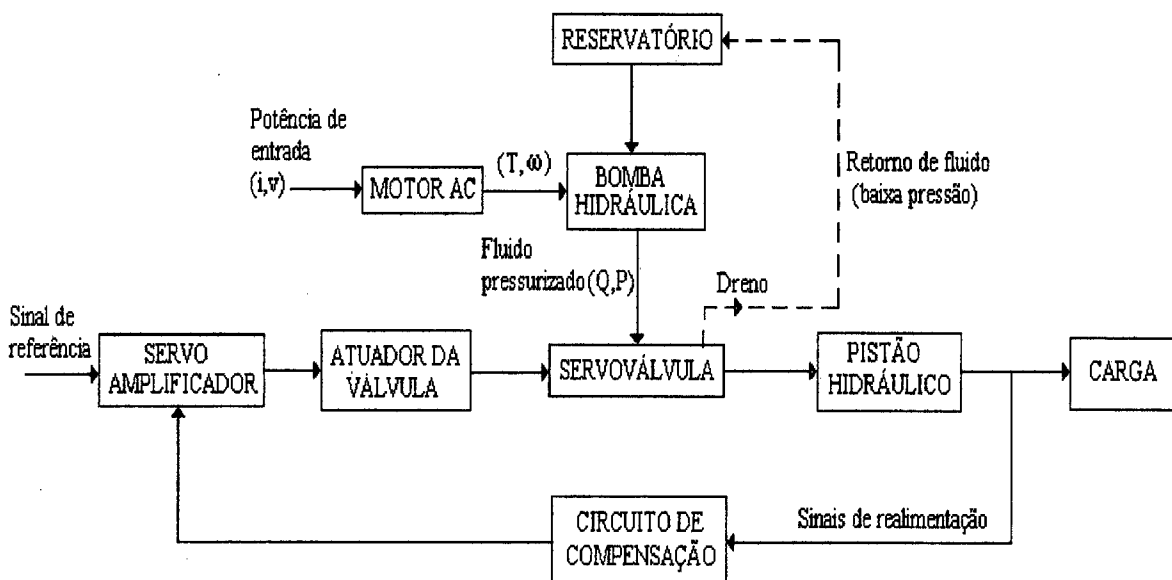 RESERVATÓRIO
Potência de
entrada
(i,v)
(T,ω)
MOTOR AC
BOMBA
HIDRÁULICA
Retorno de fluido
(baixa pressão)
Fluido
pressurizado (Q,P)
Dreno
Sinal de
referência
SERVO
AMPLIFICADOR
ATUADOR DA
VÁLVULA
SERVOVÁLVULA
PISTÃO
HIDRÁULICO
CARGA
CIRCUITO DE
COMPENSAÇÃO
Sinais de realimentação